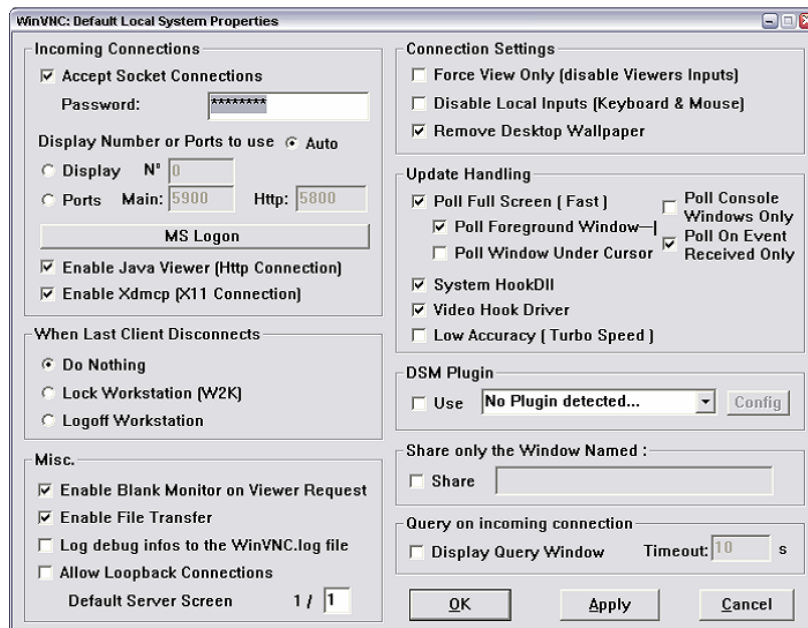 WinVNC: Default Local System Properties
Incoming Connections
Accept Socket Connections
Password: ********
Display Number or Ports to use Auto
Display N° 0
Ports Main: 5900 Http: 5800
MS Logon
Enable Java Viewer (Http Connection)
Enable Xdmcp (X11 Connection)
When Last Client Disconnects
Do Nothing
Lock Workstation (W2K)
Logoff Workstation
Misc.
Enable Blank Monitor on Viewer Request
Enable File Transfer
Log debug infos to the WinVNC.log file
Allow Loopback Connections
Default Server Screen 1 / 1
Connection Settings
Force View Only (disable Viewers Inputs)
Disable Local Inputs (Keyboard & Mouse)
Remove Desktop Wallpaper
Update Handling
Poll Full Screen ( Fast )
Poll Foreground Window
Poll Window Under Cursor
Poll Console
Windows Only
Poll On Event
Received Only
System HookDll
Video Hook Driver
Low Accuracy ( Turbo Speed )
DSM Plugin
Use No Plugin detected... Config
Share only the Window Named :
Share
Query on incoming connection
Display Query Window Timeout: 10 s
OK Apply Cancel